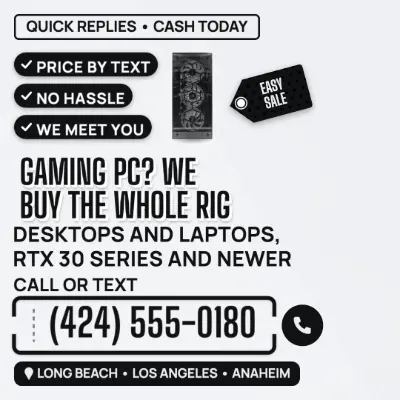 QUICK REPLIES • CASH TODAY
PRICE BY TEXT
NO HASSLE
WE MEET YOU
EASY
SALE
GAMING PC? WE
BUY THE WHOLE RIG
DESKTOPS AND LAPTOPS,
RTX 30 SERIES AND NEWER
CALL OR TEXT
(424) 555-0180
LONG BEACH • LOS ANGELES • ANAHEIM